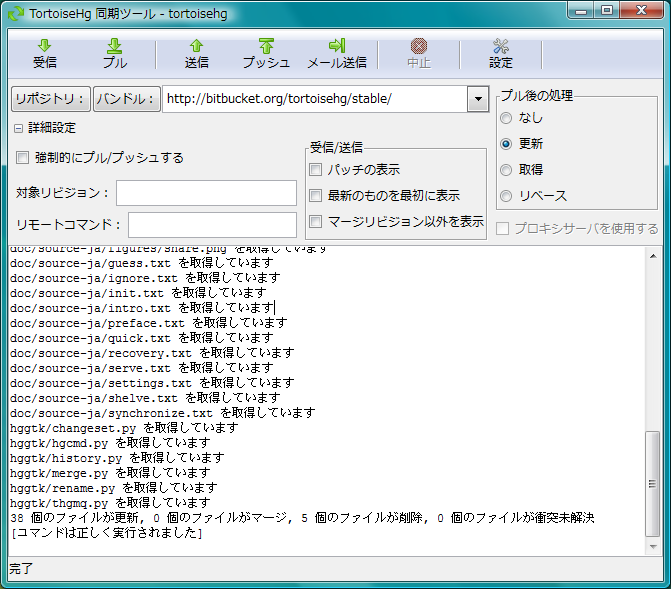 TortoiseHg 同期ツール - tortoisehg
受信 プル 送信 プッシュ メール送信 中止 設定
リポジトリ： バンドル： http://bitbucket.org/tortoisehg/stable/
プル後の処理
なし
更新
取得
リベース
プロキシサーバを使用する
詳細設定
強制的にプル/プッシュする
対象リビジョン：
リモートコマンド：
受信/送信
パッチの表示
最新のものを最初に表示
マージリビジョン以外を表示
doc/source-ja/figures/share.png を取得しています
doc/source-ja/guess.txt を取得しています
doc/source-ja/ignore.txt を取得しています
doc/source-ja/init.txt を取得しています
doc/source-ja/intro.txt を取得しています
doc/source-ja/preface.txt を取得しています
doc/source-ja/quick.txt を取得しています
doc/source-ja/recovery.txt を取得しています
doc/source-ja/serve.txt を取得しています
doc/source-ja/settings.txt を取得しています
doc/source-ja/shelve.txt を取得しています
doc/source-ja/synchronize.txt を取得しています
hggtk/changeset.py を取得しています
hggtk/hgcmd.py を取得しています
hggtk/history.py を取得しています
hggtk/merge.py を取得しています
hggtk/rename.py を取得しています
hggtk/thgmq.py を取得しています
38 個のファイルが更新, 0 個のファイルがマージ, 5 個のファイルが削除, 0 個のファイルが衝突未解決
[コマンドは正しく実行されました]
完了